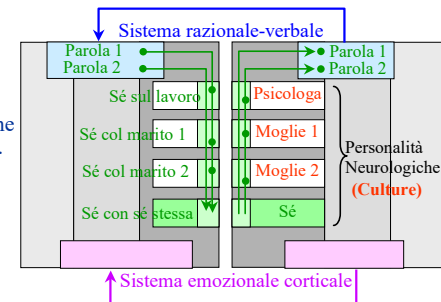 Sistema razionale-verbale
Parola 1
Parola 2
Parola 1
Parola 2
ne
Sé sul lavoro
Psicologa
Sé col marito 1
Moglie 1
Sé col marito 2
Moglie 2
Sé con sé stessa
Sé
Personalità
Neurologiche
(Culture)
Sistema emozionale corticale